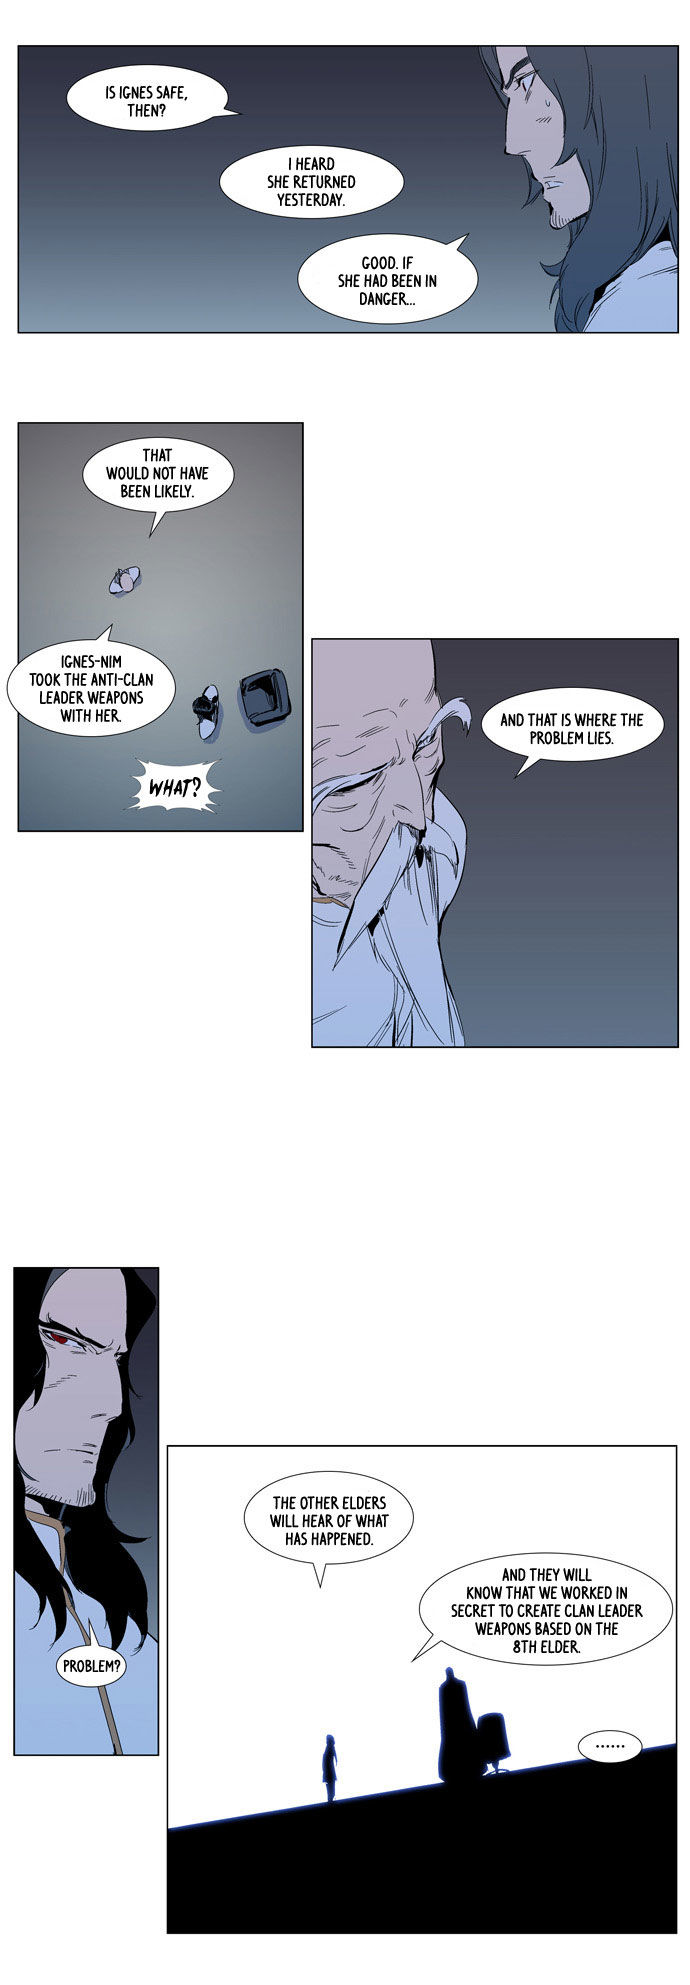 IS IGNES SAFE,
THEN?
I HEARD
SHE RETURNED
YESTERDAY.
GOOD. IF
SHE HAD BEEN IN
DANGER...
THAT
WOULD NOT HAVE
BEEN LIKELY.
IGNES-NIM
TOOK THE ANTI-CLAN
LEADER WEAPONS
WITH HER.
WHAT?
AND THAT IS WHERE THE
PROBLEM LIES.
PROBLEM?
THE OTHER ELDERS
WILL HEAR OF WHAT
HAS HAPPENED.
AND THEY WILL
KNOW THAT WE WORKED IN
SECRET TO CREATE CLAN LEADER
WEAPONS BASED ON THE
8TH ELDER.
......